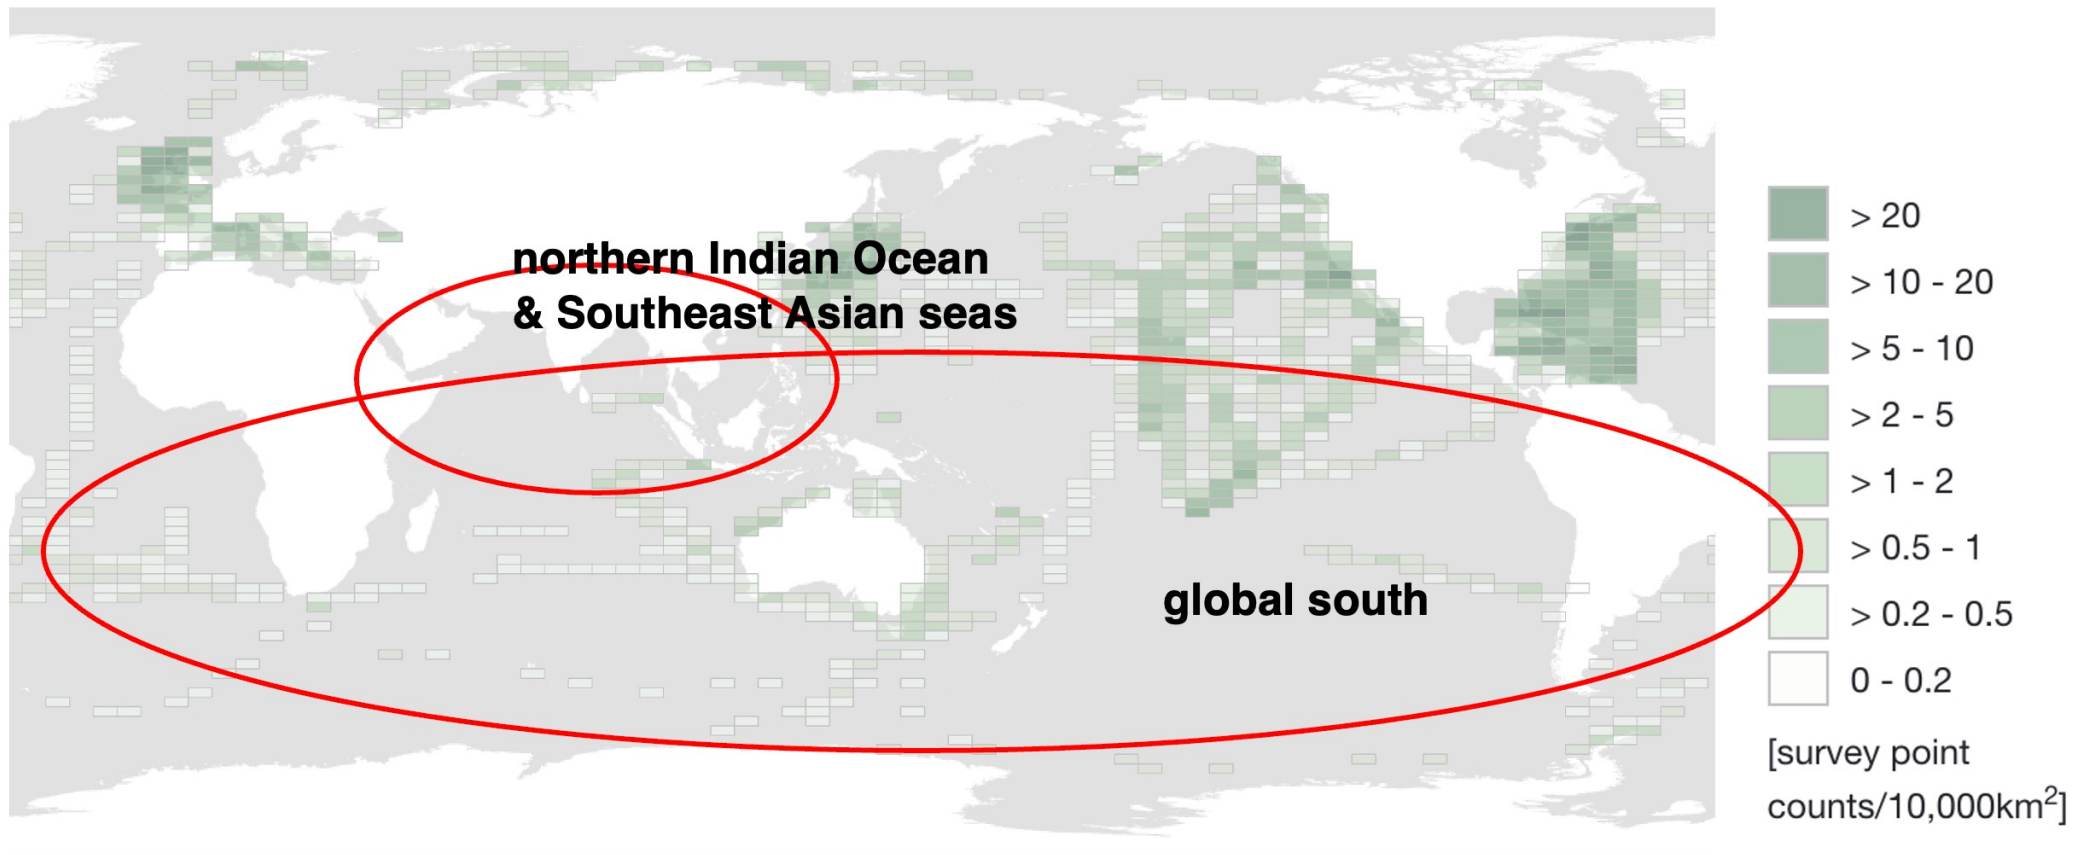 northern Indian Ocean
& Southeast Asian seas
global south
> 20
> 10 - 20
> 5 - 10
> 2 - 5
> 1 - 2
> 0.5 - 1
> 0.2 - 0.5
0 - 0.2
[survey point
counts/10,000km²]